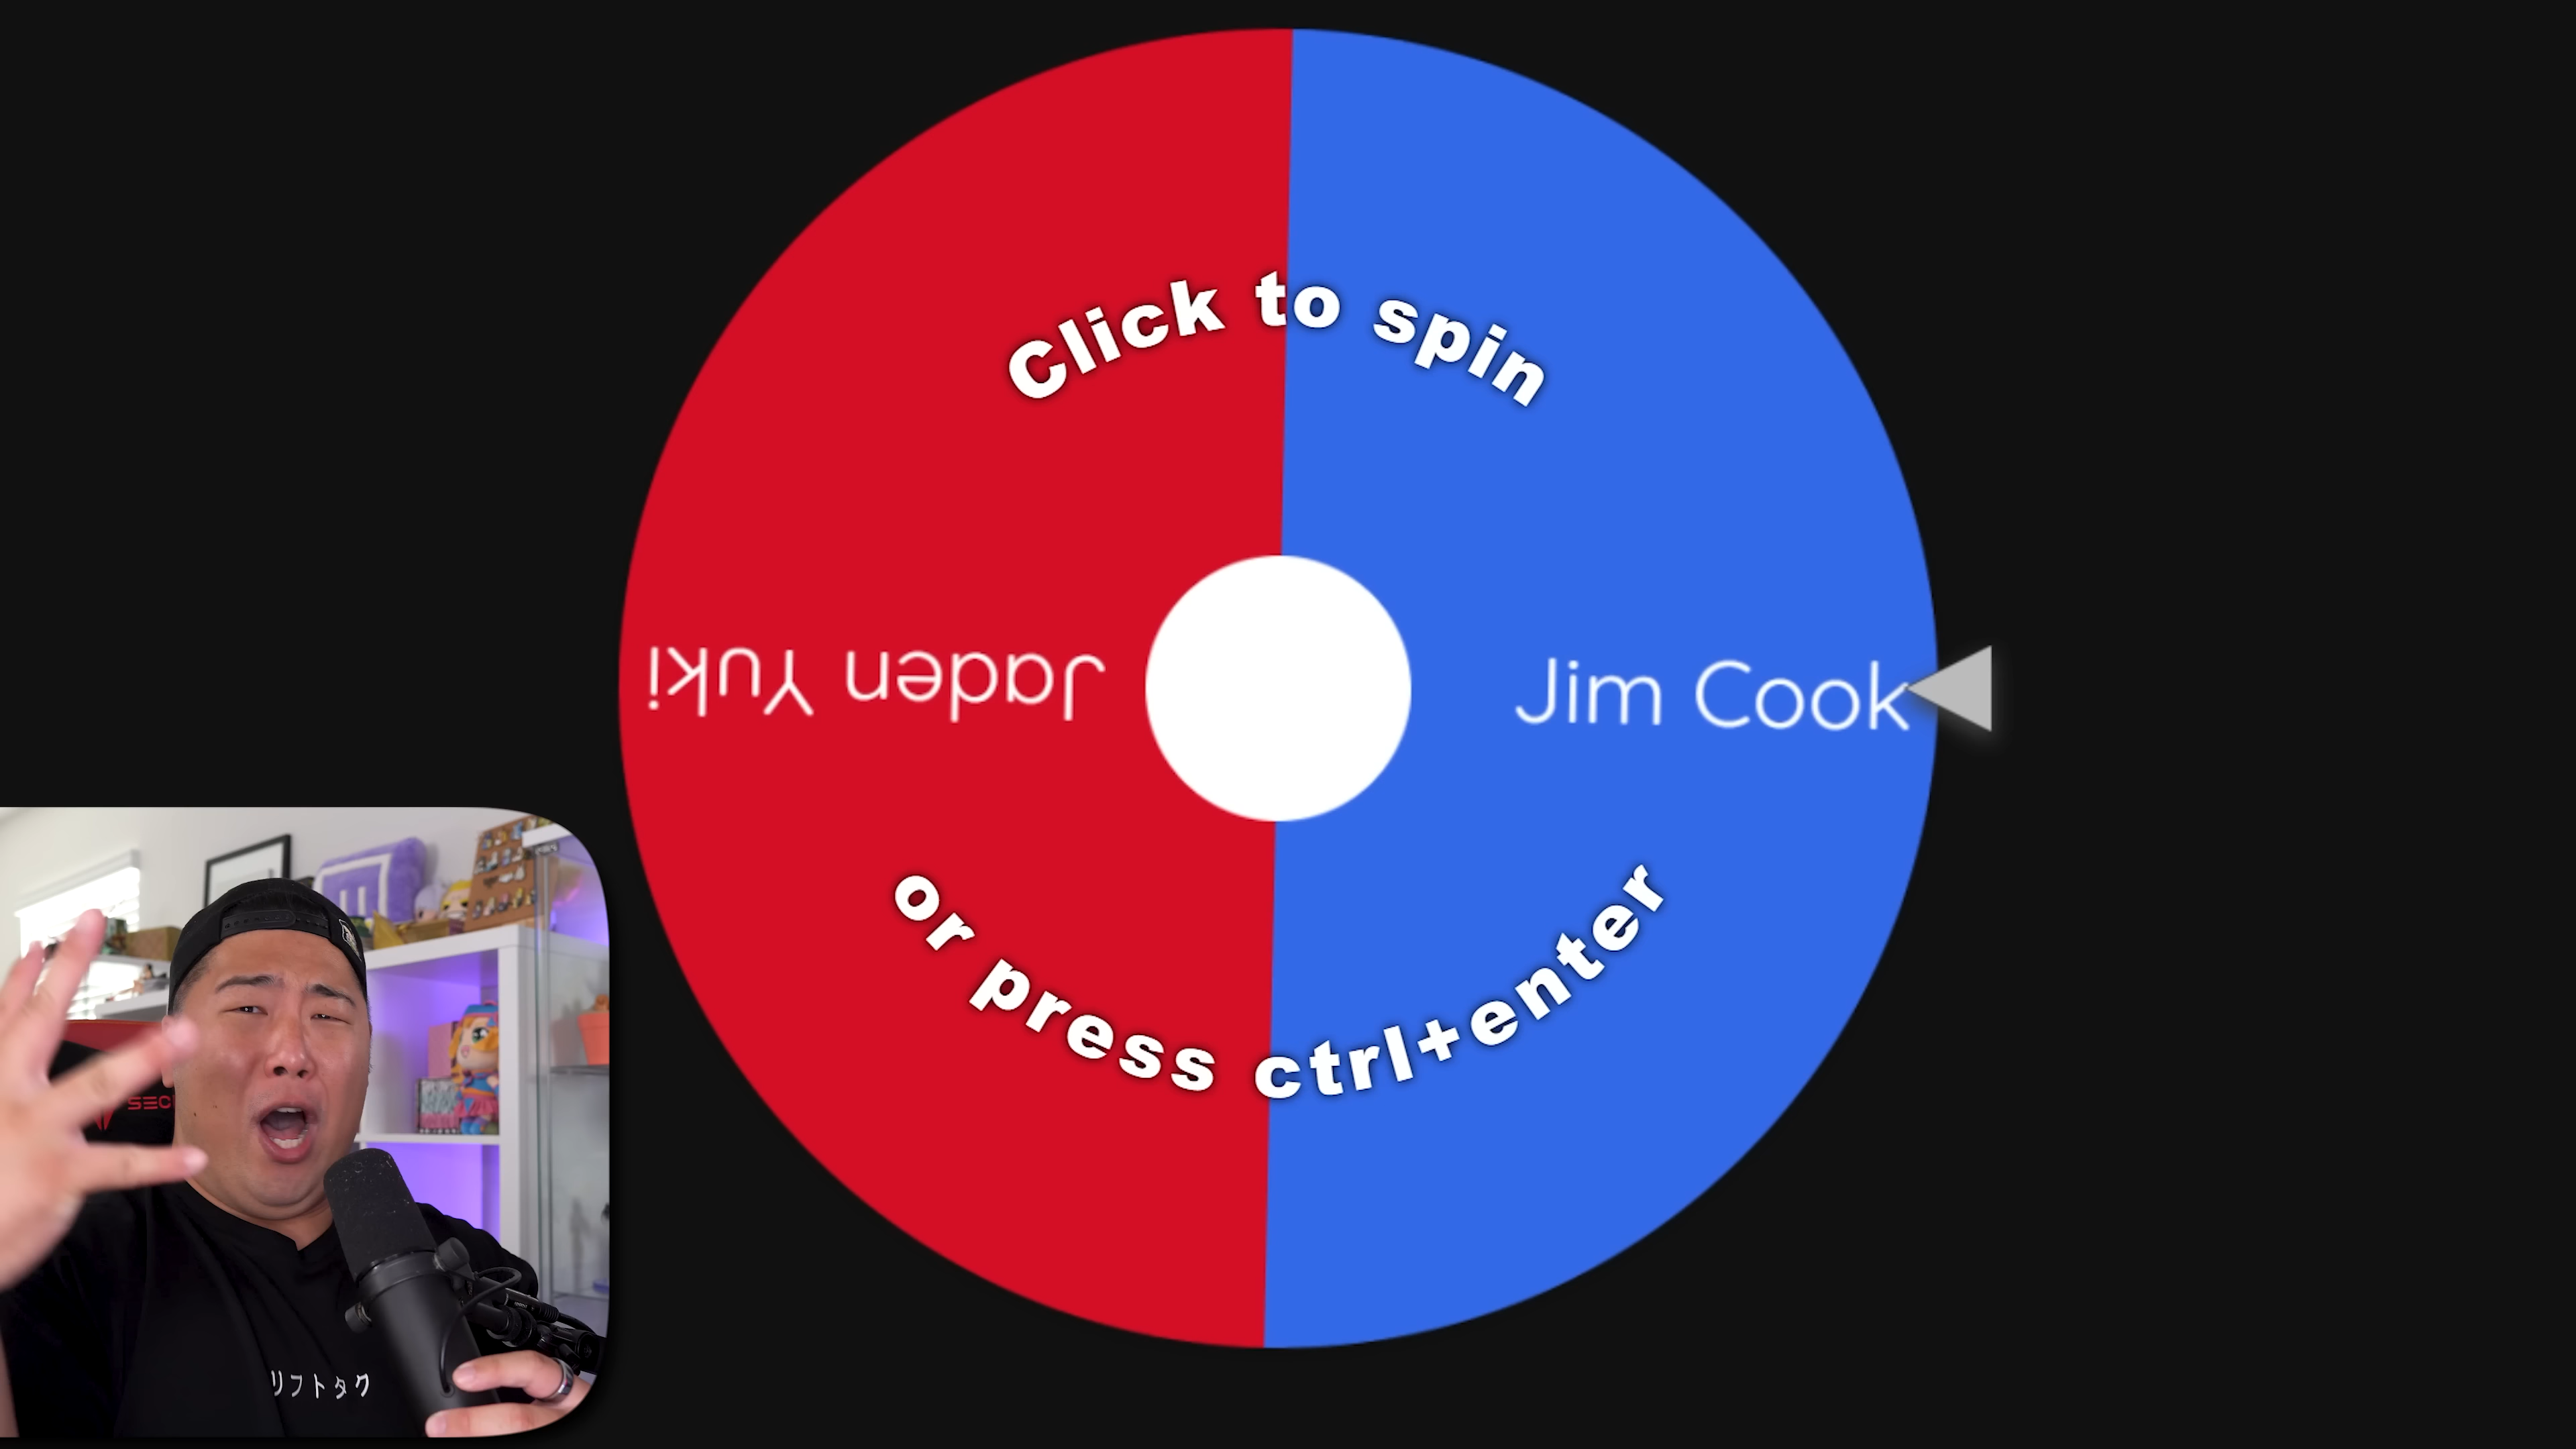 Click to spin
Jaden Yuki
Jim Cook
or press ctrl+enter
リフトタク